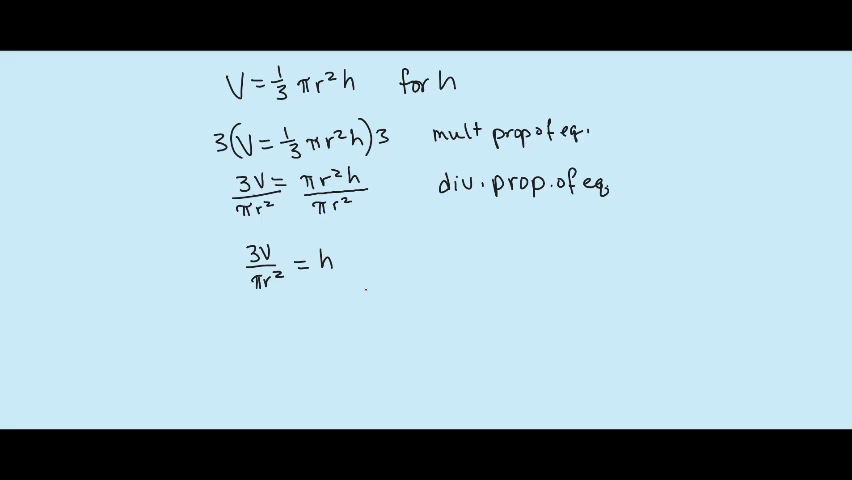 V = 1/3 πr²h for h
3(V = 1/3 πr²h)3 mult prop of eq.
3V/πr² = πr²h/πr² div. prop. of eq.
3V/πr² = h